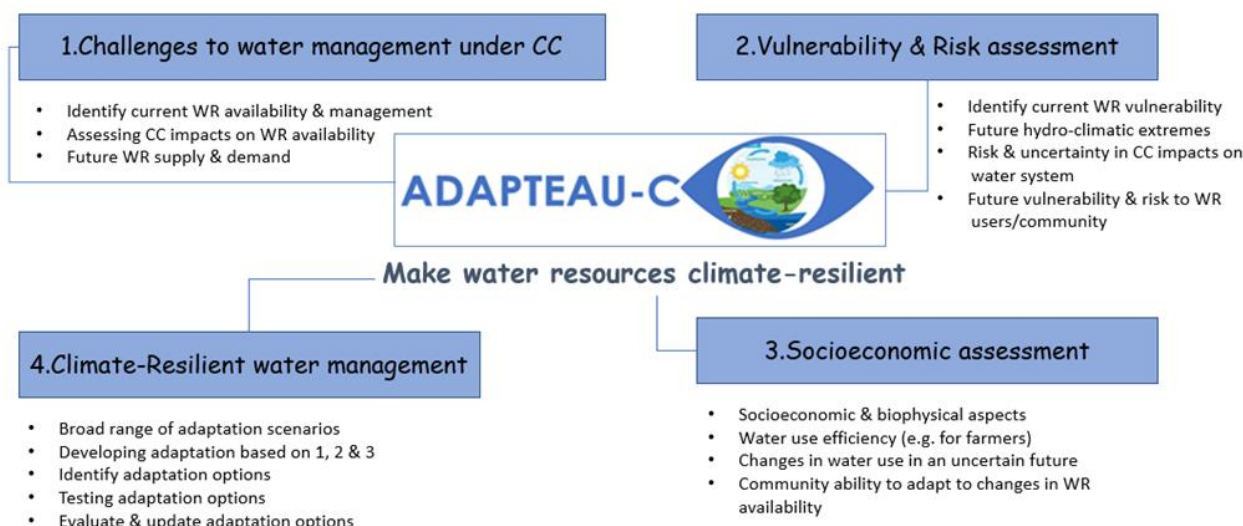 1.Challenges to water management under CC
• Identify current WR availability & management
• Assessing CC impacts on WR availability
• Future WR supply & demand
2.Vulnerability & Risk assessment
• Identify current WR vulnerability
• Future hydro-climatic extremes
• Risk & uncertainty in CC impacts on
water system
• Future vulnerability & risk to WR
users/community
ADAPTEAU-C
Make water resources climate-resilient
4.Climate-Resilient water management
• Broad range of adaptation scenarios
• Developing adaptation based on 1, 2 & 3
• Identify adaptation options
• Testing adaptation options
• Evaluate & update adaptation options
3.Socioeconomic assessment
• Socioeconomic & biophysical aspects
• Water use efficiency (e.g. for farmers)
• Changes in water use in an uncertain future
• Community ability to adapt to changes in WR
availability